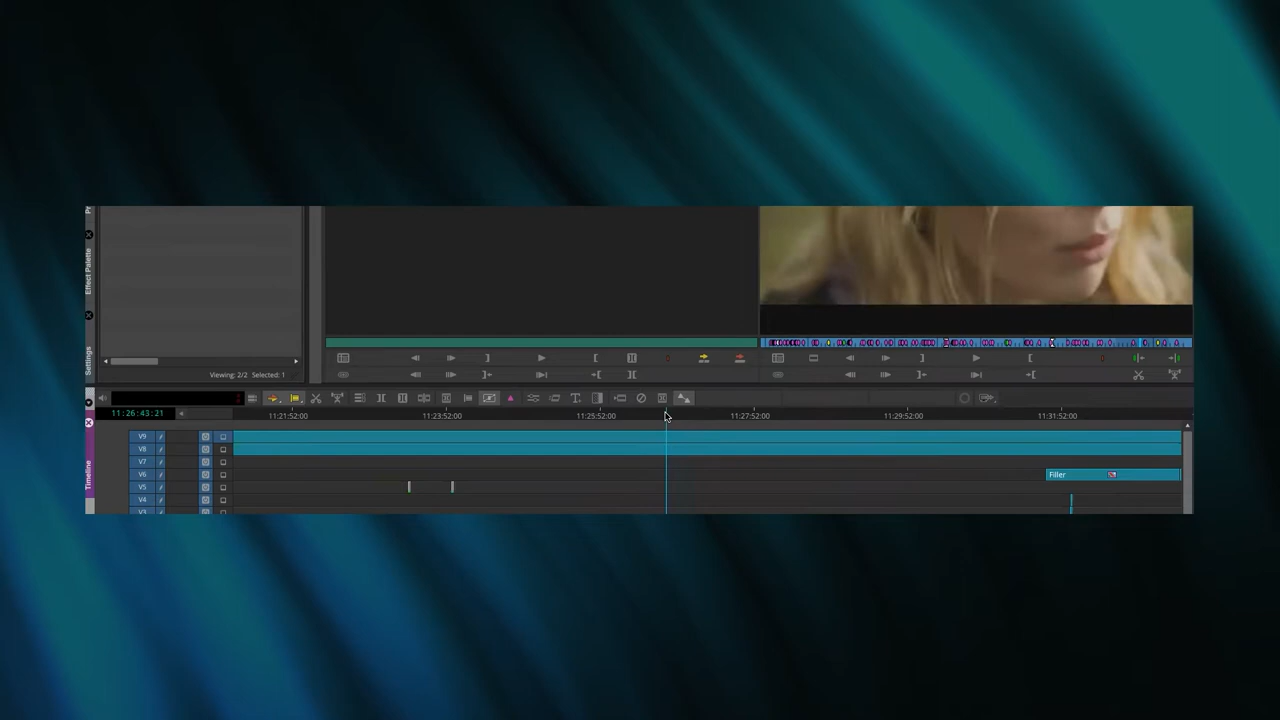 Pr
Effect Palette
Settings
Viewing: 2/2 Selected: 1
11:26:43:21
11:21:52:00 11:23:52:00 11:25:52:00 11:27:52:00 11:29:52:00 11:31:52:00
Timeline
V9
V8
V7
V6 Filler
V5
V4
V3